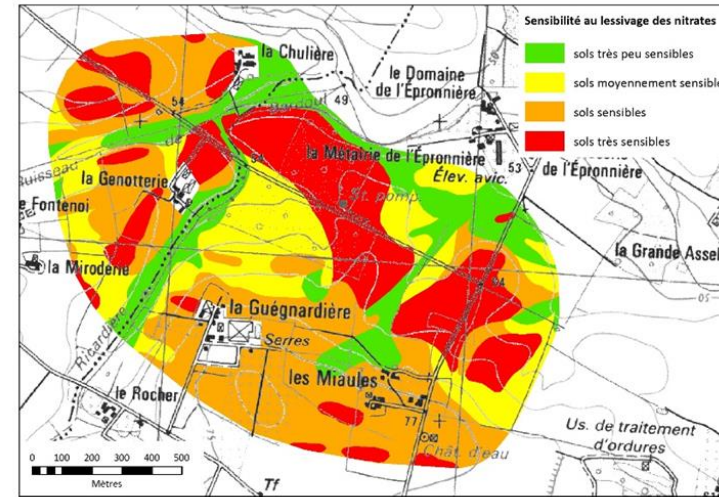 Sensibilité au lessivage des nitrates
sols très peu sensibles
sols moyennement sensible
sols sensibles
sols très sensibles
la Chulière
le Domaine
de l'Épronnière
54
49
la Métairie de l'Épronnière
Élev. avic.
53
de l'Épronnière
la Genotterie
St. pomp.
Fontenoi
la Miroderie
la Grande Assel
la Guégnardière
Serres
Ricardière
les Miaules
le Rocher
77
Chât. d'eau
Us. de traitement
d'ordures
0 100 200 300 400 500
Mètres
Tf